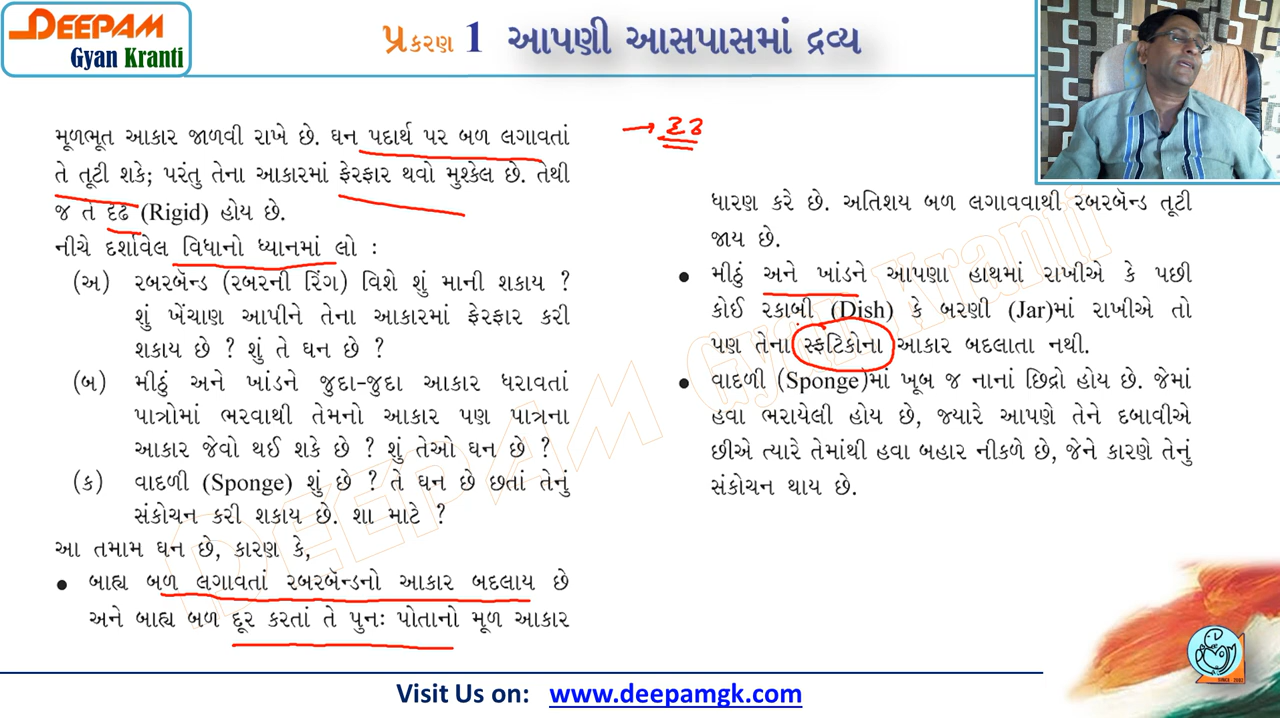 DEEPAM
Gyan Kranti
પ્રકરણ 1 આપણી આસપાસમાં દ્રવ્ય
મૂળભૂત આકાર જાળવી રાખે છે. ઘન પદાર્થ પર બળ લગાવતાં
તે તૂટી શકે; પરંતુ તેના આકારમાં ફેરફાર થવો મુશ્કેલ છે. તેથી
જ તે દૃઢ (Rigid) હોય છે.
નીચે દર્શાવેલ વિધાનો ધ્યાનમાં લો :
(અ) રબરબૅન્ડ (રબરની રિંગ) વિશે શું માની શકાય ?
શું ખેંચાણ આપીને તેના આકારમાં ફેરફાર કરી
શકાય છે ? શું તે ઘન છે ?
(બ) મીઠું અને ખાંડને જુદા-જુદા આકાર ધરાવતાં
પાત્રોમાં ભરવાથી તેમનો આકાર પણ પાત્રના
આકાર જેવો થઈ શકે છે ? શું તેઓ ઘન છે ?
(ક) વાદળી (Sponge) શું છે ? તે ઘન છે છતાં તેનું
સંકોચન કરી શકાય છે. શા માટે ?
આ તમામ ઘન છે, કારણ કે,
• બાહ્ય બળ લગાવતાં રબરબૅન્ડનો આકાર બદલાય છે
અને બાહ્ય બળ દૂર કરતાં તે પુનઃ પોતાનો મૂળ આકાર
→ દૃઢ
ધારણ કરે છે. અતિશય બળ લગાવવાથી રબરબૅન્ડ તૂટી
જાય છે.
• મીઠું અને ખાંડને આપણા હાથમાં રાખીએ કે પછી
કોઈ રકાબી (Dish) કે બરણી (Jar)માં રાખીએ તો
પણ તેના સ્ફટિકોના આકાર બદલાતા નથી.
• વાદળી (Sponge)માં ખૂબ જ નાનાં છિદ્રો હોય છે. જેમાં
હવા ભરાયેલી હોય છે, જ્યારે આપણે તેને દબાવીએ
છીએ ત્યારે તેમાંથી હવા બહાર નીકળે છે, જેને કારણે તેનું
સંકોચન થાય છે.
DEEPAM Gyan Kranti
Visit Us on: www.deepamgk.com